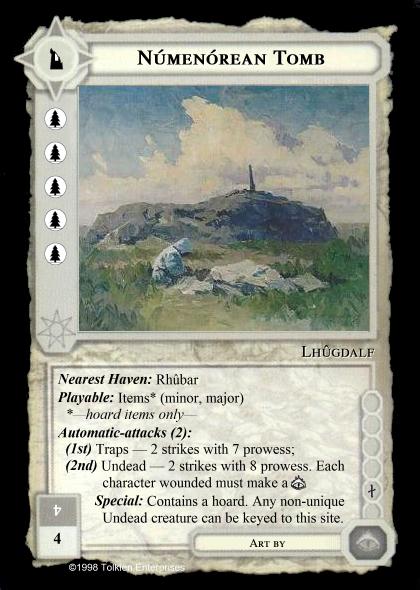 NÚMENÓREAN TOMB
LHÛGDALF
Nearest Haven: Rhûbar
Playable: Items* (minor, major)
*—hoard items only—
Automatic-attacks (2):
(1st) Traps — 2 strikes with 7 prowess;
(2nd) Undead — 2 strikes with 8 prowess. Each
character wounded must make a
Special: Contains a hoard. Any non-unique
Undead creature can be keyed to this site.
4
4
ART BY
©1998 Tolkien Enterprises